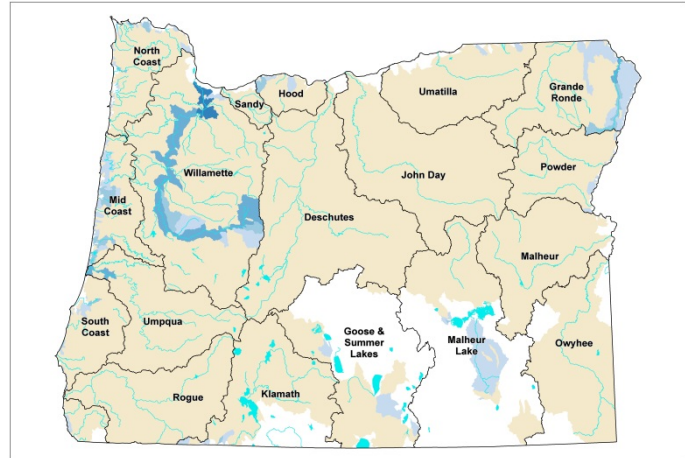 North
Coast
Sandy
Hood
Umatilla
Grande
Ronde
Willamette
John Day
Powder
Mid
Coast
Deschutes
Malheur
South
Coast
Umpqua
Goose &
Summer
Lakes
Malheur
Lake
Owyhee
Rogue
Klamath